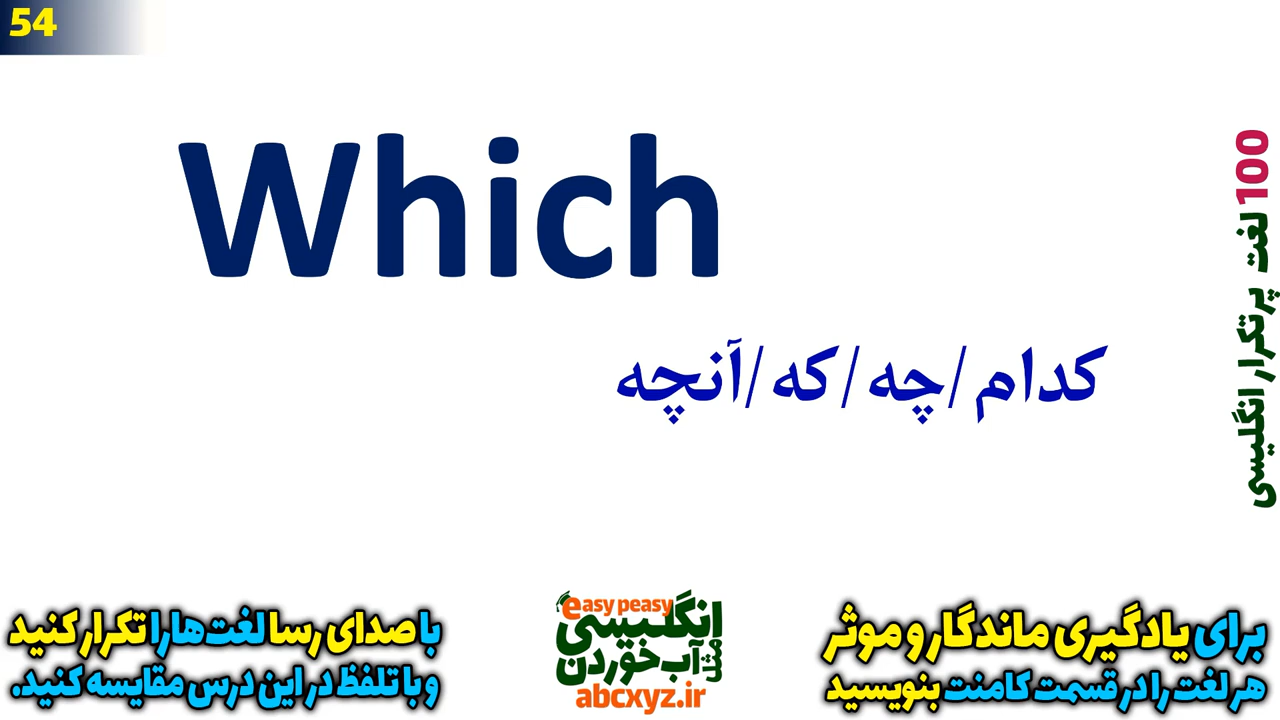 54
Which
کدام/چه/که/آنچه
100 لغت پرتکرار انگلیسی
با صدای رسا لغت‌ها را تکرار کنید
و با تلفظ در این درس مقایسه کنید.
easy peasy
انگلیسی
مثل آب خوردن
abcxyz.ir
برای یادگیری ماندگار و موثر
هر لغت را در قسمت کامنت بنویسید